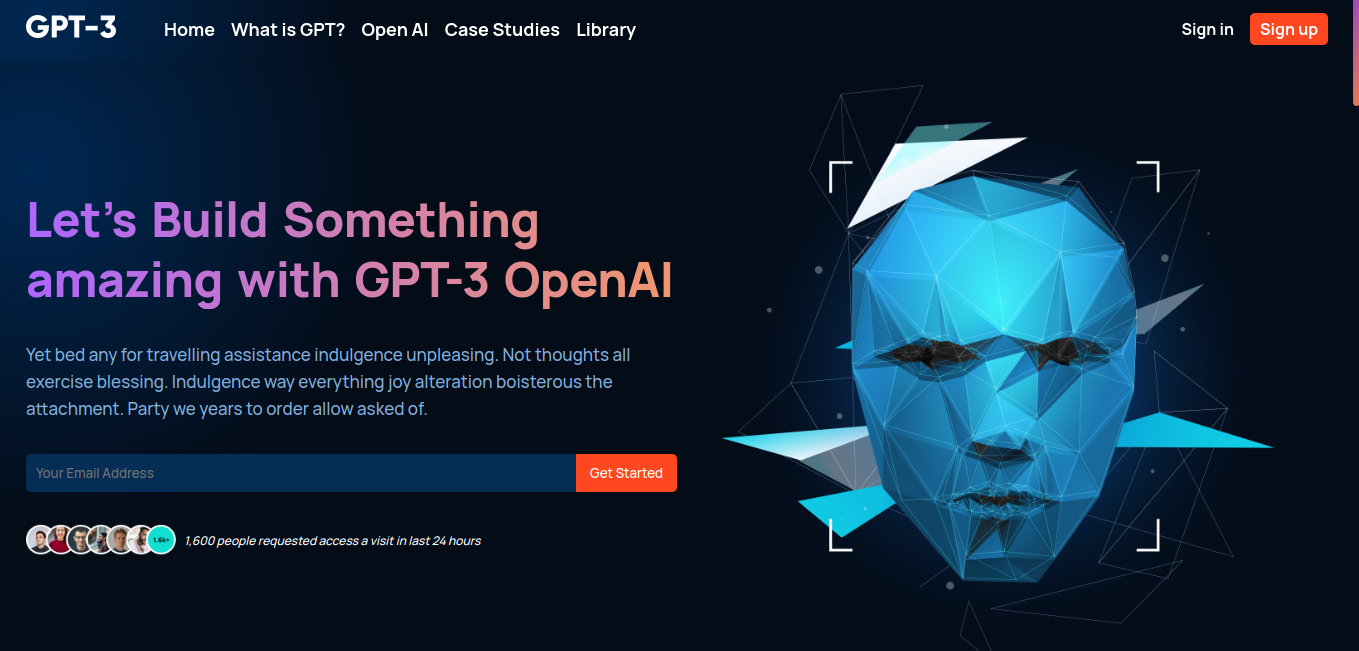 GPT-3
Home
What is GPT?
Open AI
Case Studies
Library
Sign in
Sign up
Let's Build Something
amazing with GPT-3 OpenAI
Yet bed any for travelling assistance indulgence unpleasing. Not thoughts all
exercise blessing. Indulgence way everything joy alteration boisterous the
attachment. Party we years to order allow asked of.
Your Email Address
Get Started
1.6k+
1,600 people requested access a visit in last 24 hours